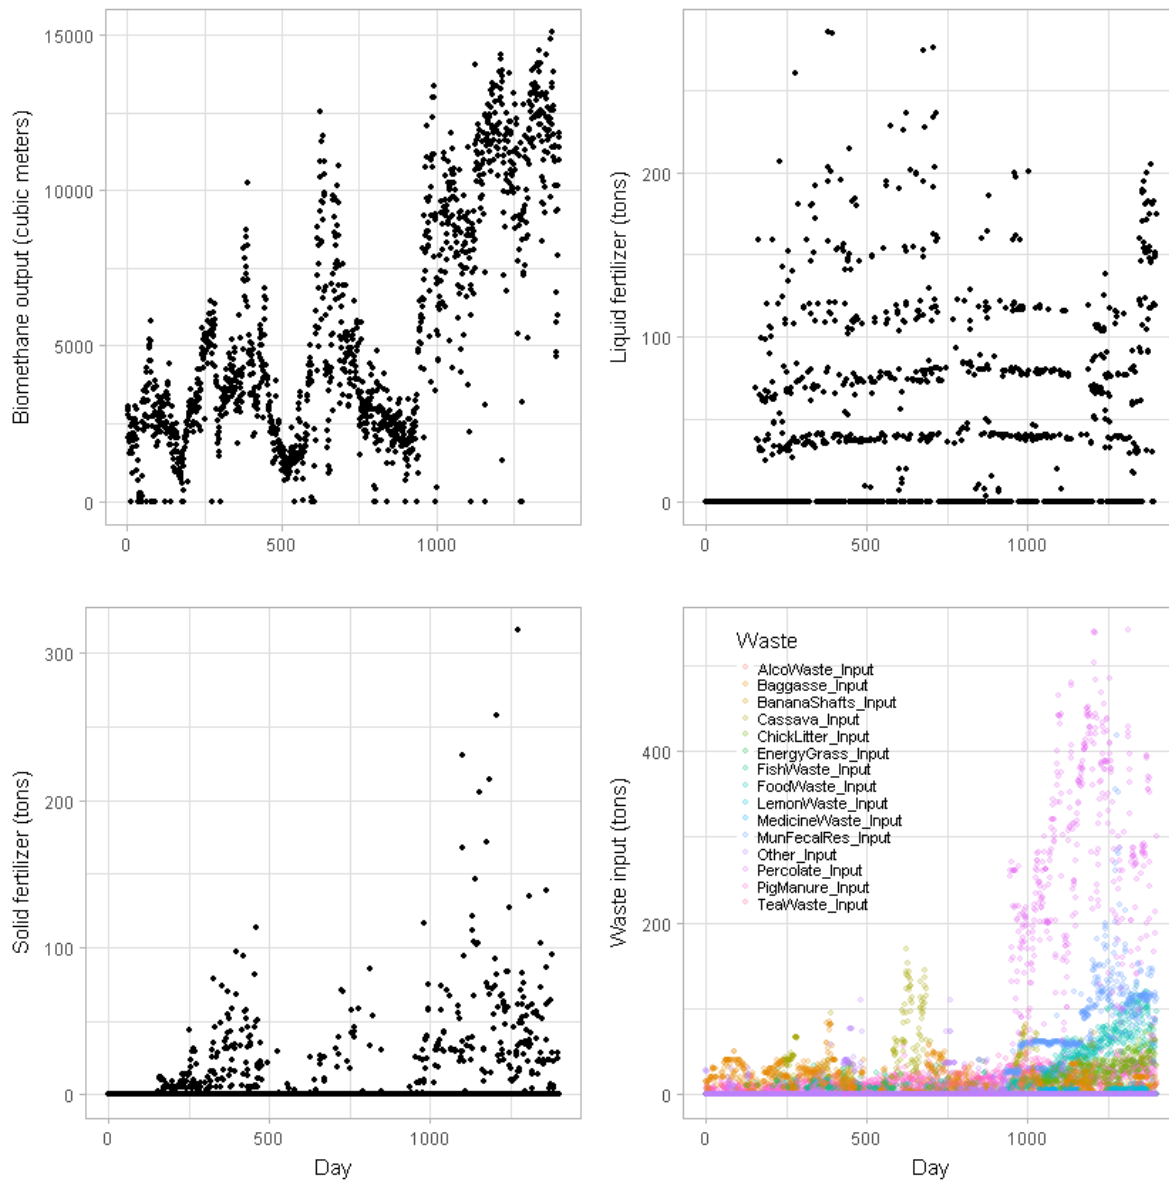 Biomethane output (cubic meters)
15000
10000
5000
0
0
500
1000
Liquid fertilizer (tons)
200
100
0
0
500
1000
Solid fertilizer (tons)
300
200
100
0
0
500
1000
Day
Waste input (tons)
400
200
0
Waste
AlcoWaste_Input
Baggasse_Input
BananaShafts_Input
Cassava_Input
ChickLitter_Input
EnergyGrass_Input
FishWaste_Input
FoodWaste_Input
LemonWaste_Input
MedicineWaste_Input
MunFecalRes_Input
Other_Input
Percolate_Input
PigManure_Input
TeaWaste_Input
0
500
1000
Day